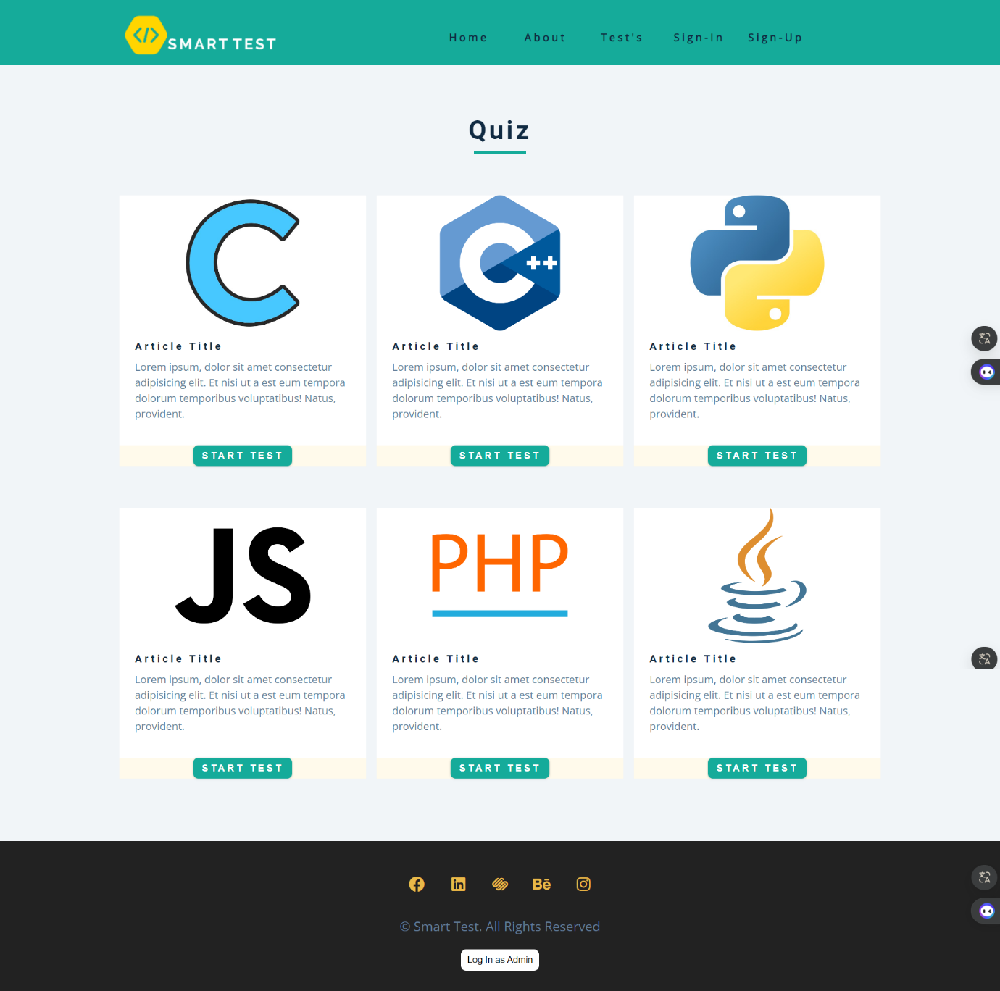 SMART TEST
Home About Test's Sign-In Sign-Up
Quiz
C
C++
Article Title
Lorem ipsum, dolor sit amet consectetur
adipisicing elit. Et nisi ut a est eum tempora
dolorum temporibus voluptatibus! Natus,
provident.
START TEST
Article Title
Lorem ipsum, dolor sit amet consectetur
adipisicing elit. Et nisi ut a est eum tempora
dolorum temporibus voluptatibus! Natus,
provident.
START TEST
Article Title
Lorem ipsum, dolor sit amet consectetur
adipisicing elit. Et nisi ut a est eum tempora
dolorum temporibus voluptatibus! Natus,
provident.
START TEST
JS
Article Title
Lorem ipsum, dolor sit amet consectetur
adipisicing elit. Et nisi ut a est eum tempora
dolorum temporibus voluptatibus! Natus,
provident.
START TEST
PHP
Article Title
Lorem ipsum, dolor sit amet consectetur
adipisicing elit. Et nisi ut a est eum tempora
dolorum temporibus voluptatibus! Natus,
provident.
START TEST
Article Title
Lorem ipsum, dolor sit amet consectetur
adipisicing elit. Et nisi ut a est eum tempora
dolorum temporibus voluptatibus! Natus,
provident.
START TEST
Bē
© Smart Test. All Rights Reserved
Log In as Admin